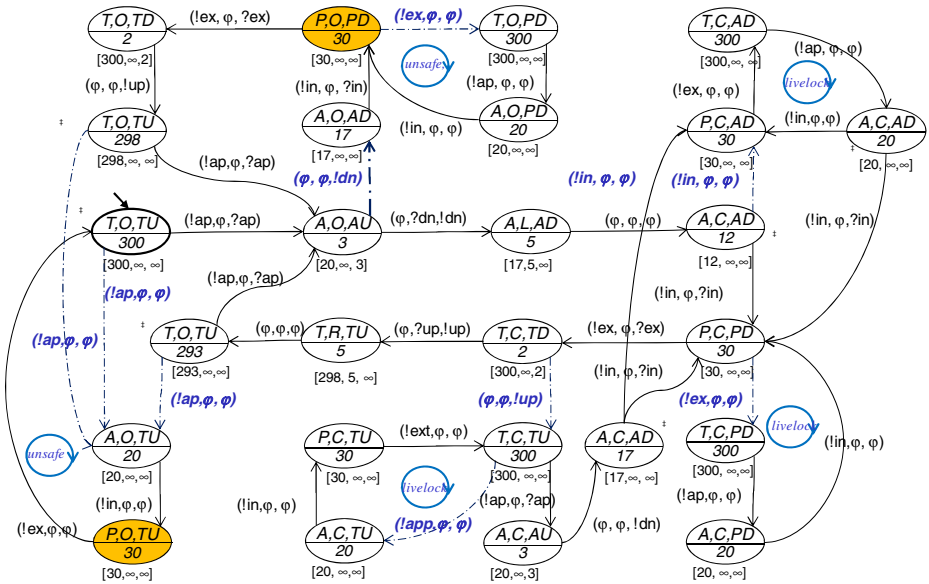 T,O,TD
2
[300,∞,2]
(!ex, φ, ?ex)
P,O,PD
30
[30,∞,∞]
(!ex, φ, φ)
T,O,PD
300
[300,∞, ∞]
T,C,AD
300
[300,∞, ∞]
(!ap, φ, φ)
unsafe
livelock
(φ, φ,!up)
(!in, φ, ?in)
(!ap, φ, φ)
(!ex, φ, φ)
‡
T,O,TU
298
[298,∞, ∞]
A,O,AD
17
[17,∞,∞]
(!in, φ, φ)
A,O,PD
20
[20,∞,∞]
P,C,AD
30
[30,∞, ∞]
(!in,φ,φ)
A,C,AD
20
‡
[20, ∞,∞]
(!ap,φ,?ap)
(φ, φ,!dn)
(!in, φ, φ)
(!in, φ, φ)
‡
T,O,TU
300
[300,∞, ∞]
(!ap,φ,?ap)
A,O,AU
3
[20,∞, 3]
(φ,?dn,!dn)
A,L,AD
5
[17,5,∞]
(φ, φ, φ)
A,C,AD
12
‡
[12, ∞,∞]
(!in, φ, ?in)
(!ap,φ,?ap)
(!ap,φ, φ)
(!in, φ,?in)
(!ap,φ, φ)
‡
T,O,TU
293
[293,∞,∞]
(φ,φ,φ)
T,R,TU
5
[298, 5, ∞]
(φ,?up,!up)
T,C,TD
2
[300,∞,2]
(!ex, φ,?ex)
P,C,PD
30
[30, ∞,∞]
(!in, φ,?in)
(!ap,φ, φ)
(φ,φ,!up)
(!ex,φ,φ)
unsafe
A,O,TU
20
[20,∞,∞]
P,C,TU
30
[30, ∞,∞]
(!ext,φ, φ)
T,C,TU
300
[300, ∞,∞]
A,C,AD
17
‡
[17,∞,∞]
T,C,PD
300
[300, ∞,∞]
livelock
(!in, φ, φ)
livelock
(!in,φ,φ)
(!in,φ, φ)
(!ap,φ,?ap)
(!ap,φ, φ)
(!ex,φ,φ)
(!app,φ, φ)
(φ, φ, !dn)
P,O,TU
30
[30,∞,∞]
A,C,TU
20
[20, ∞,∞]
A,C,AU
3
[20,∞,3]
A,C,PD
20
[20, ∞,∞]